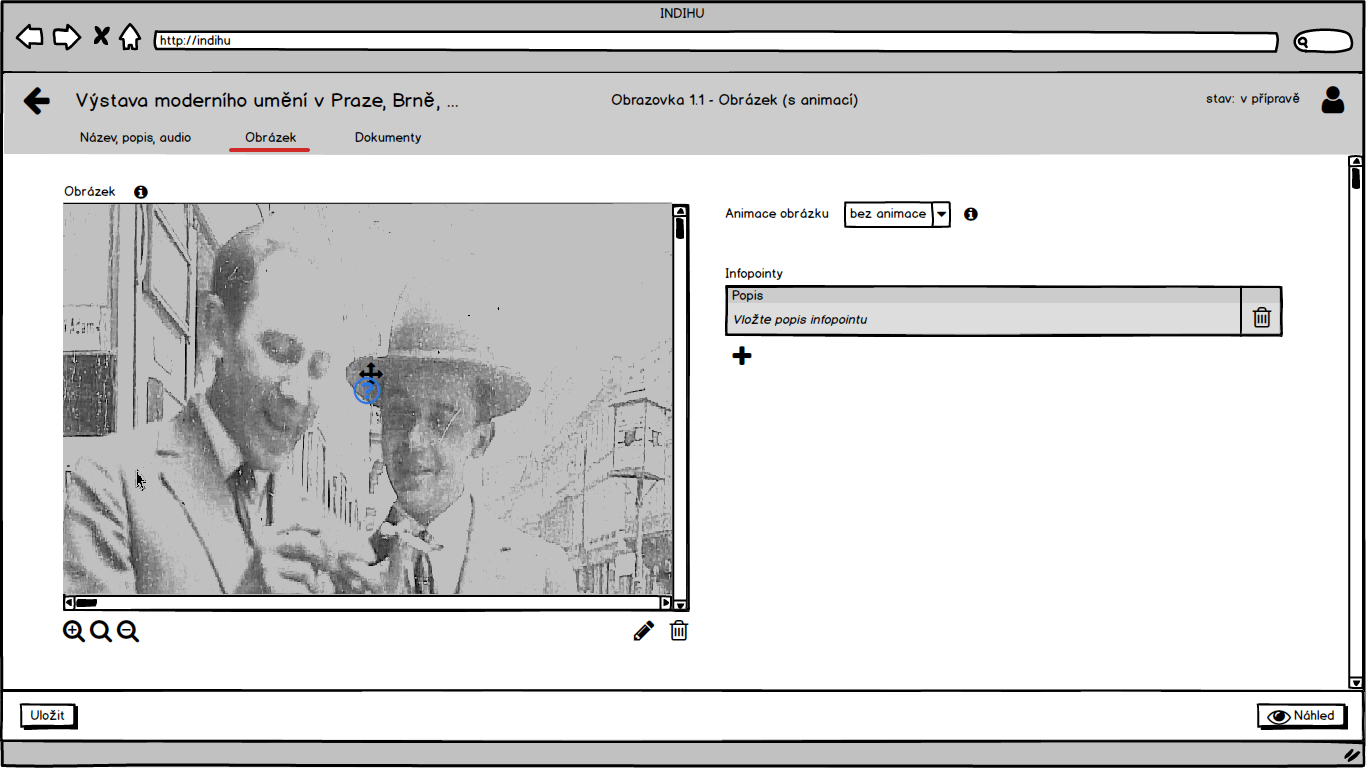 INDIHU
http://indihu
Výstava moderního umění v Praze, Brně, ...
Obrazovka 1.1 - Obrázek (s animací)
stav: v přípravě
Název, popis, audio
Obrázek
Dokumenty
Obrázek
Animace obrázku
bez animace
Infopointy
Popis
Vložte popis infopointu
Uložit
Náhled